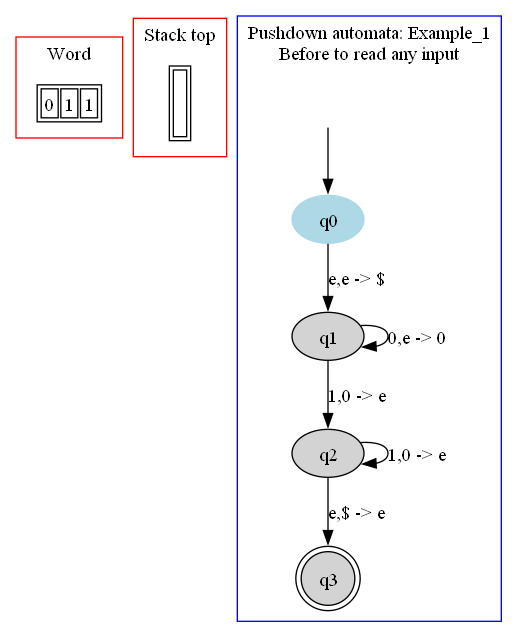 Word
0 1 1
Stack top
Pushdown automata: Example_1
Before to read any input
q0
e,e -> $
q1
0,e -> 0
1,0 -> e
q2
1,0 -> e
e,$ -> e
q3